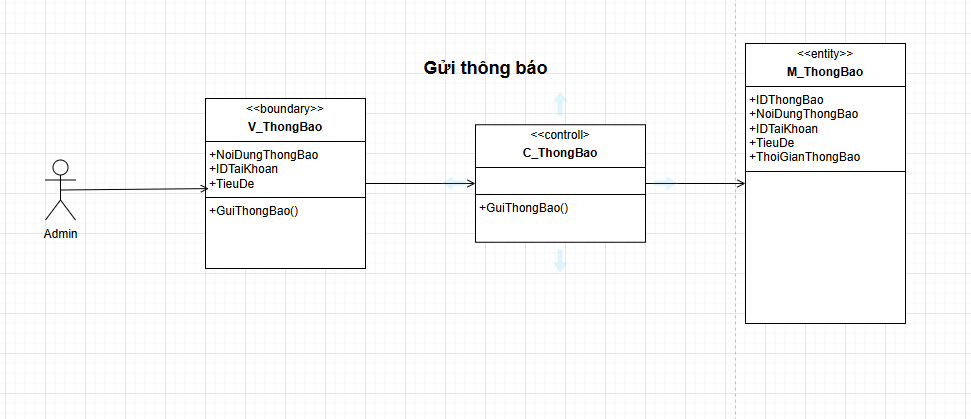 Gửi thông báo
Admin
<<boundary>>
V_ThongBao
+NoiDungThongBao
+IDTaiKhoan
+TieuDe
+GuiThongBao()
<<controll>
C_ThongBao
+GuiThongBao()
<<entity>>
M_ThongBao
+IDThongBao
+NoiDungThongBao
+IDTaiKhoan
+TieuDe
+ThoiGianThongBao